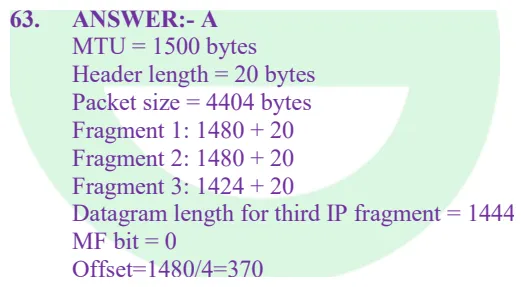 63. ANSWER:- A
MTU = 1500 bytes
Header length = 20 bytes
Packet size = 4404 bytes
Fragment 1: 1480 + 20
Fragment 2: 1480 + 20
Fragment 3: 1424 + 20
Datagram length for third IP fragment = 1444
MF bit = 0
Offset=1480/4=370